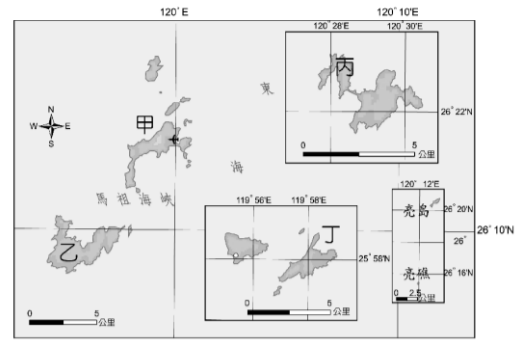 120° E
120° 10'E
120° 28'E 120° 30'E
丙
26° 22'N
0 5 公里
東
海
甲
N
W E
S
馬祖海峽
乙
0 5 公里
119° 56'E 119° 58'E
丁
25° 58'N
0 5 公里
120° 12'E
亮島
26° 20'N
26°
亮礁
26° 16'N
0 2.5 公里
26° 10'N